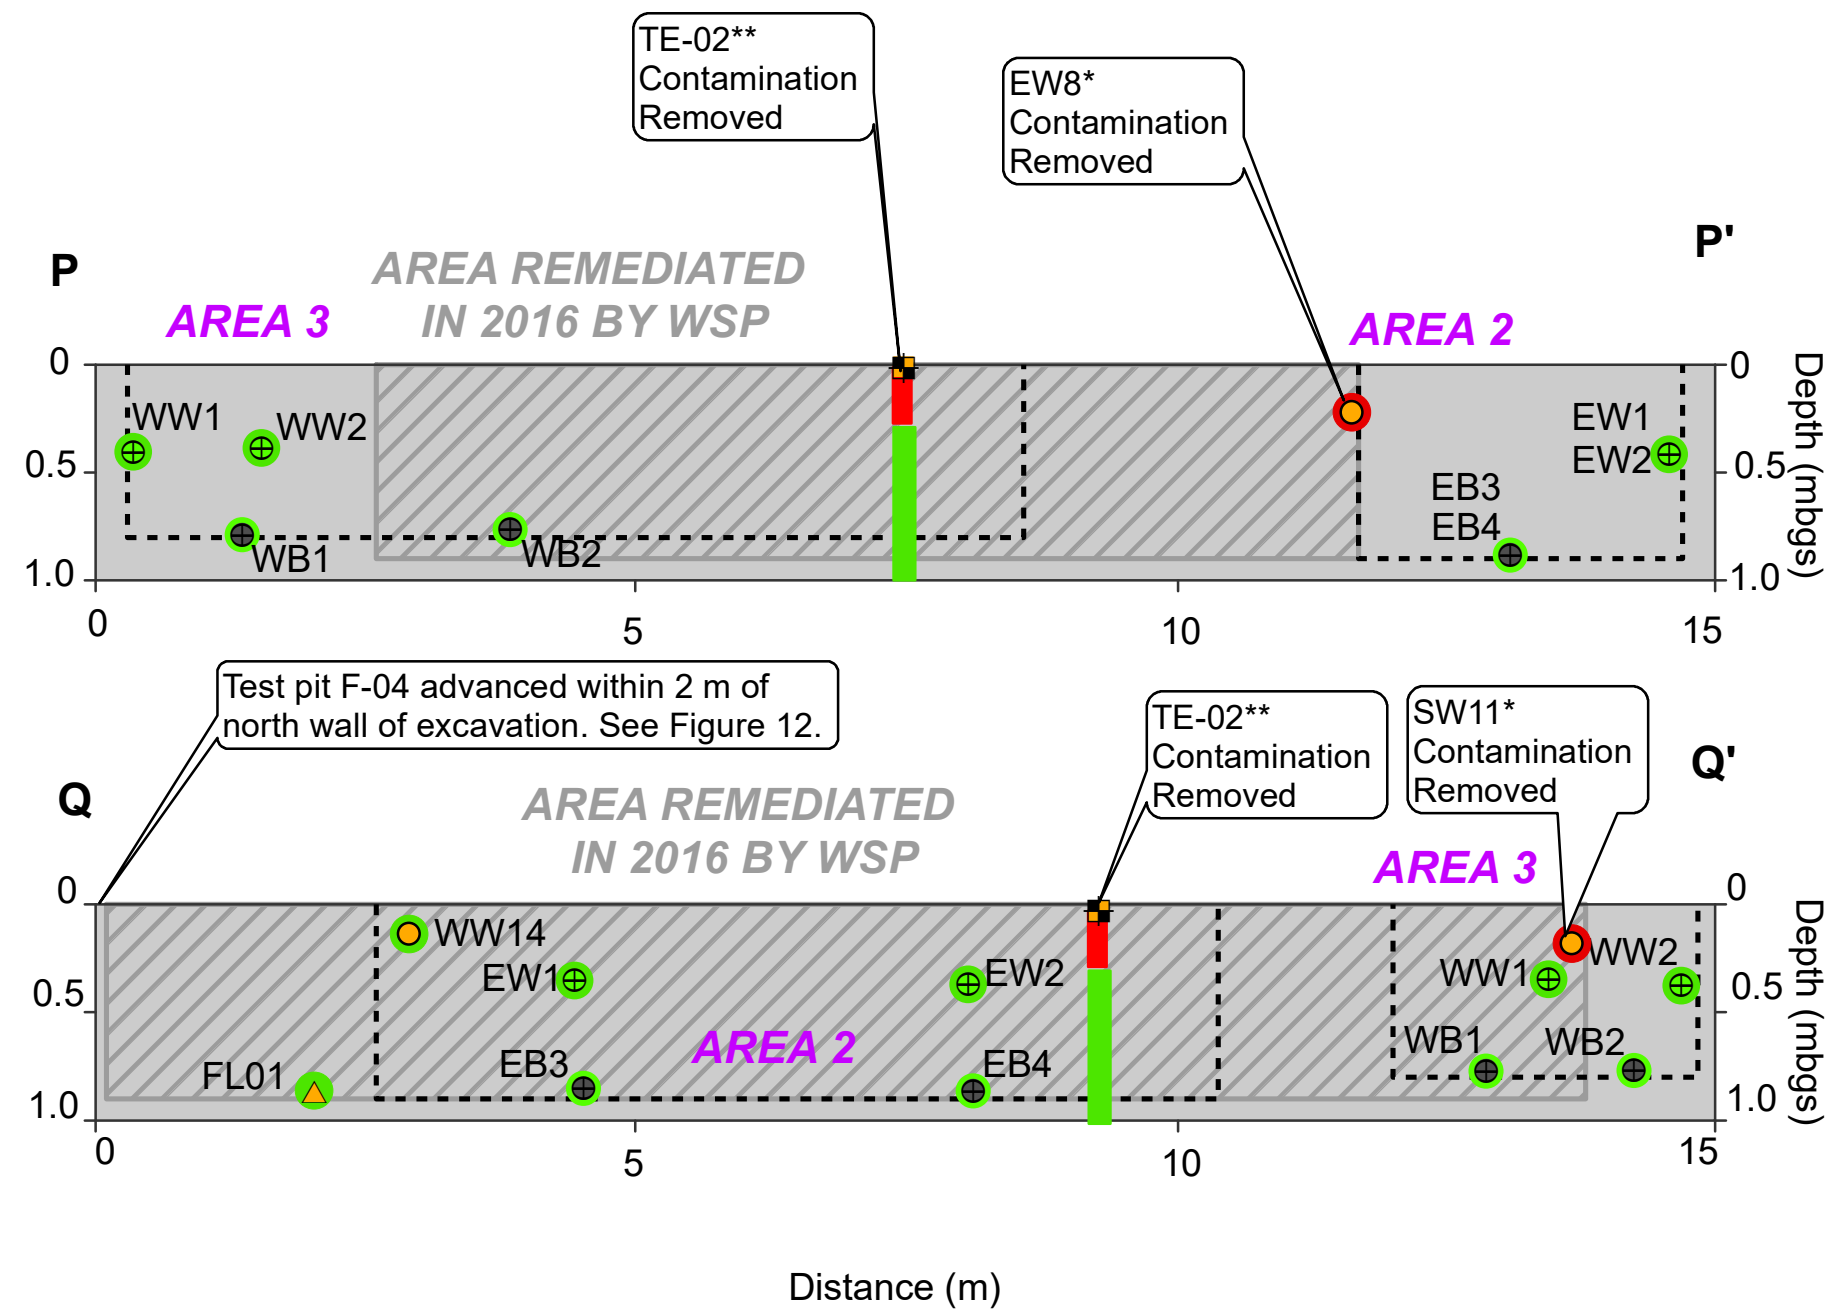 TE-02**
Contamination
Removed
EW8*
Contamination
Removed
P
P'
AREA REMEDIATED
IN 2016 BY WSP
AREA 3
AREA 2
0
0.5
1.0
0
0.5
1.0
Depth (mbgs)
WW1
WW2
WB1
WB2
EW1
EW2
EB3
EB4
0
5
10
15
Test pit F-04 advanced within 2 m of
north wall of excavation. See Figure 12.
TE-02**
Contamination
Removed
SW11*
Contamination
Removed
Q
Q'
AREA REMEDIATED
IN 2016 BY WSP
AREA 3
0
0.5
1.0
0
0.5
1.0
Depth (mbgs)
WW14
EW1
EW2
WW1
WW2
AREA 2
FL01
EB3
EB4
WB1
WB2
0
5
10
15
Distance (m)